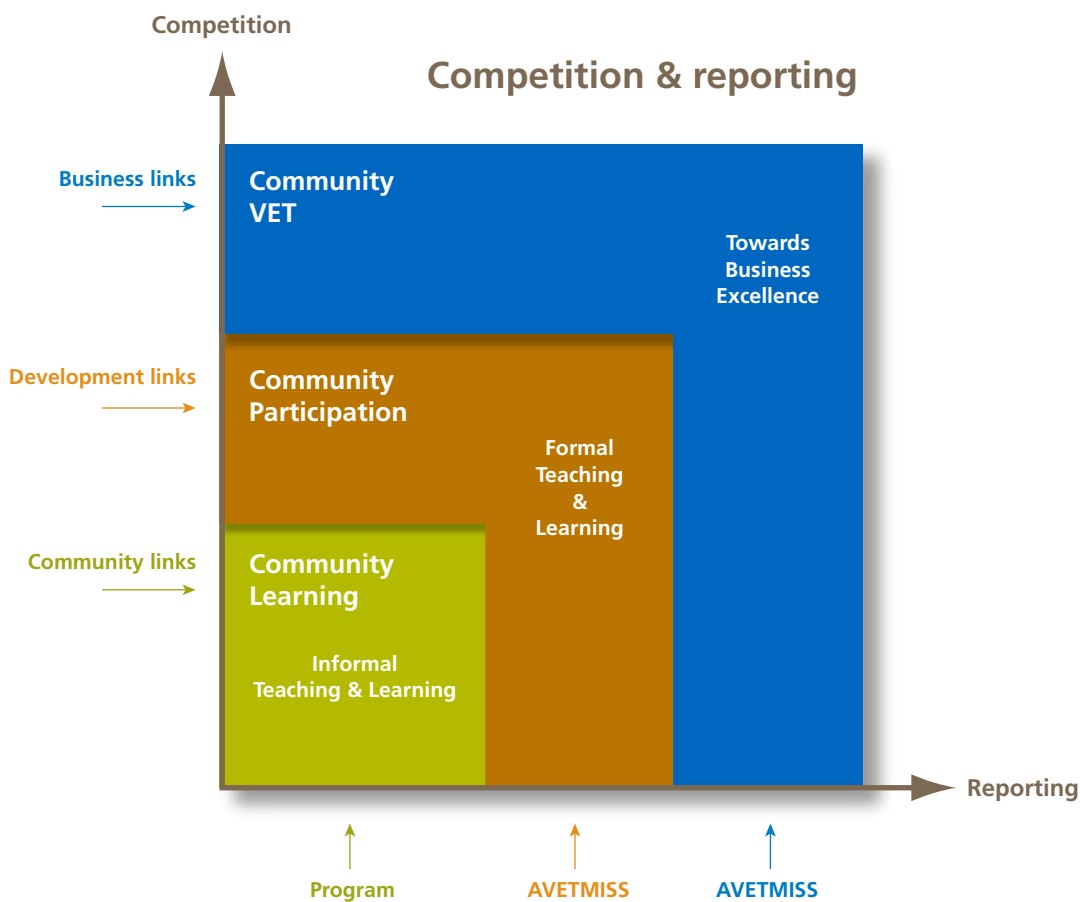 Competition
Competition & reporting
Business links
Community
VET
Towards
Business
Excellence
Development links
Community
Participation
Formal
Teaching
&
Learning
Community links
Community
Learning
Informal
Teaching & Learning
Reporting
Program
AVETMISS
AVETMISS